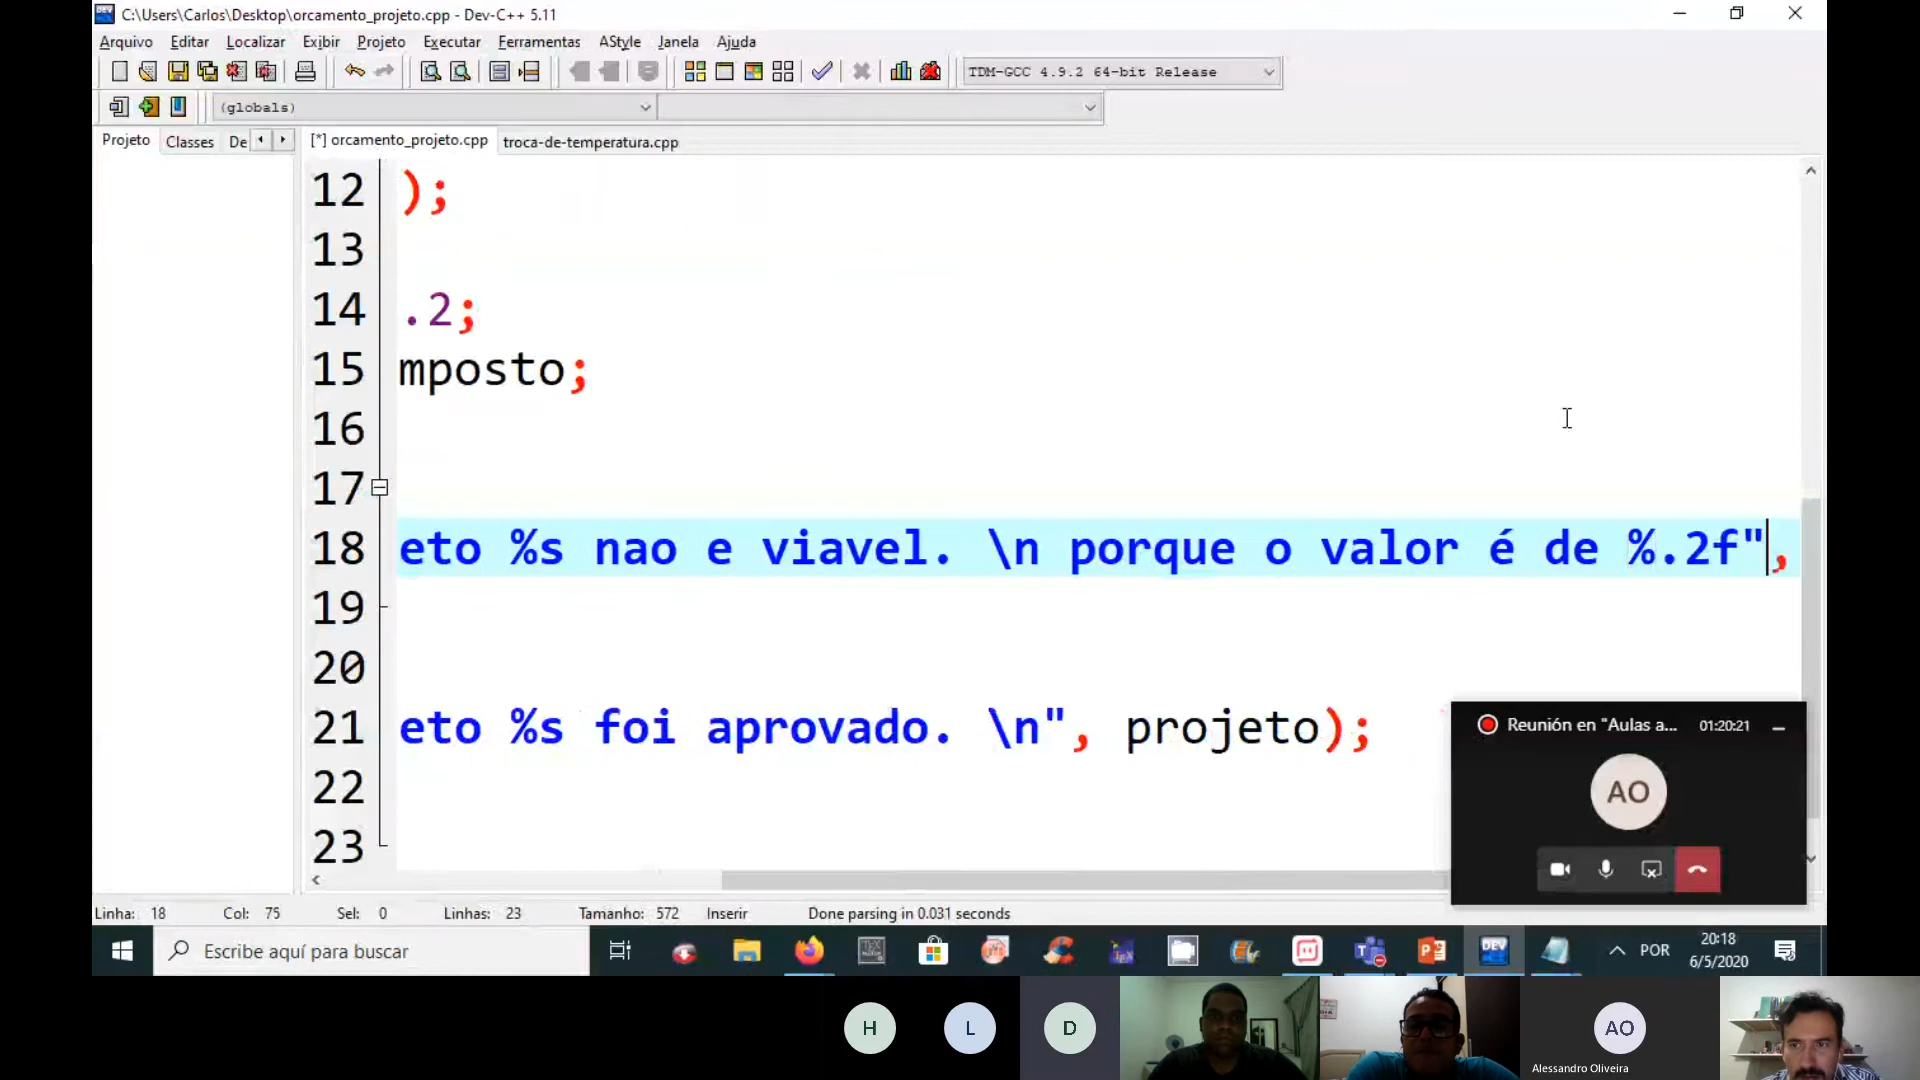 C:\Users\Carlos\Desktop\orcamento_projeto.cpp - Dev-C++ 5.11
Arquivo Editar Localizar Exibir Projeto Executar Ferramentas AStyle Janela Ajuda
TDM-GCC 4.9.2 64-bit Release
(globals)
Projeto Classes De [*] orcamento_projeto.cpp troca-de-temperatura.cpp
12 );
13
14 .2;
15 mposto;
16
17
18 eto %s nao e viavel. \n porque o valor é de %.2f",
19
20
21 eto %s foi aprovado. \n", projeto);
22
23
Reunión en "Aulas a... 01:20:21
AO
Linha: 18 Col: 75 Sel: 0 Linhas: 23 Tamanho: 572 Inserir Done parsing in 0.031 seconds
Escribe aquí para buscar
DEV
POR
20:18
6/5/2020
H L D AO
Alessandro Oliveira